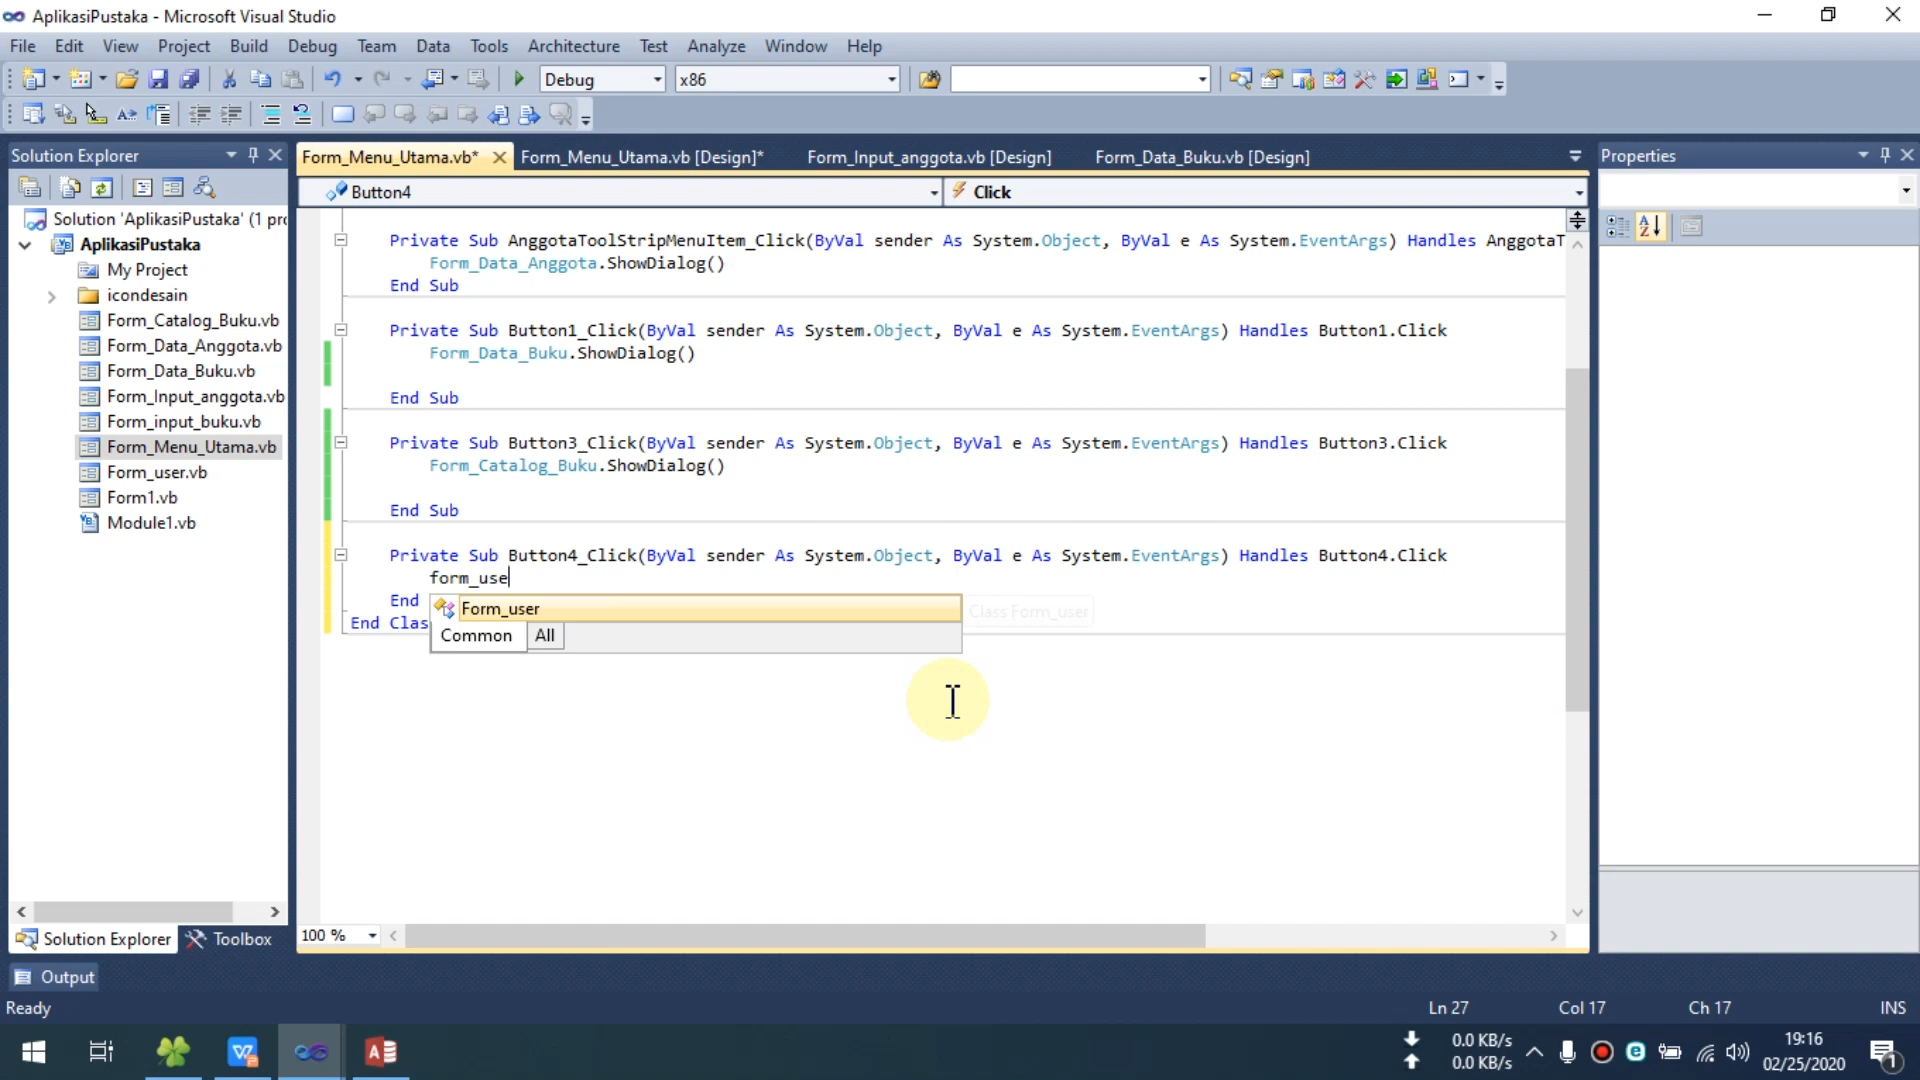 AplikasiPustaka - Microsoft Visual Studio
File Edit View Project Build Debug Team Data Tools Architecture Test Analyze Window Help
Debug x86
Solution Explorer
Form_Menu_Utama.vb* Form_Menu_Utama.vb [Design]* Form_Input_anggota.vb [Design] Form_Data_Buku.vb [Design]
Properties
Button4 Click
Solution 'AplikasiPustaka' (1 pr
AplikasiPustaka
My Project
icondesain
Form_Catalog_Buku.vb
Form_Data_Anggota.vb
Form_Data_Buku.vb
Form_Input_anggota.vb
Form_input_buku.vb
Form_Menu_Utama.vb
Form_user.vb
Form1.vb
Module1.vb
Private Sub AnggotaToolStripMenuItem_Click(ByVal sender As System.Object, ByVal e As System.EventArgs) Handles AnggotaT
Form_Data_Anggota.ShowDialog()
End Sub
Private Sub Button1_Click(ByVal sender As System.Object, ByVal e As System.EventArgs) Handles Button1.Click
Form_Data_Buku.ShowDialog()
End Sub
Private Sub Button3_Click(ByVal sender As System.Object, ByVal e As System.EventArgs) Handles Button3.Click
Form_Catalog_Buku.ShowDialog()
End Sub
Private Sub Button4_Click(ByVal sender As System.Object, ByVal e As System.EventArgs) Handles Button4.Click
form_use
End
Form_user
Class Form_user
End Clas
Common All
100 %
Solution Explorer Toolbox
Output
Ready
Ln 27 Col 17 Ch 17 INS
0.0 KB/s
0.0 KB/s
19:16
02/25/2020
1